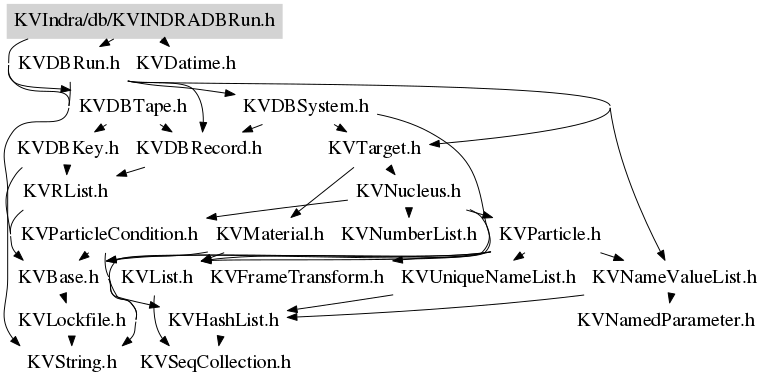 KVIndra/db/KVINDRADBRun.h
KVDBRun.h KVDatime.h
KVDBTape.h KVDBSystem.h
KVDBKey.h KVDBRecord.h KVTarget.h
KVRList.h KVNucleus.h
KVParticleCondition.h KVMaterial.h KVNumberList.h KVParticle.h
KVBase.h KVList.h KVFrameTransform.h KVUniqueNameList.h KVNameValueList.h
KVLockfile.h KVHashList.h KVNamedParameter.h
KVString.h KVSeqCollection.h